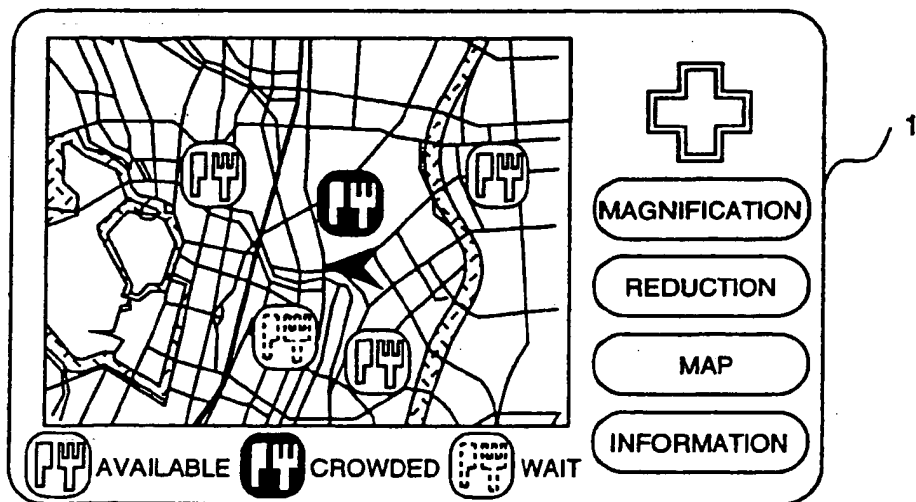 1
MAGNIFICATION
REDUCTION
MAP
INFORMATION
AVAILABLE CROWDED WAIT